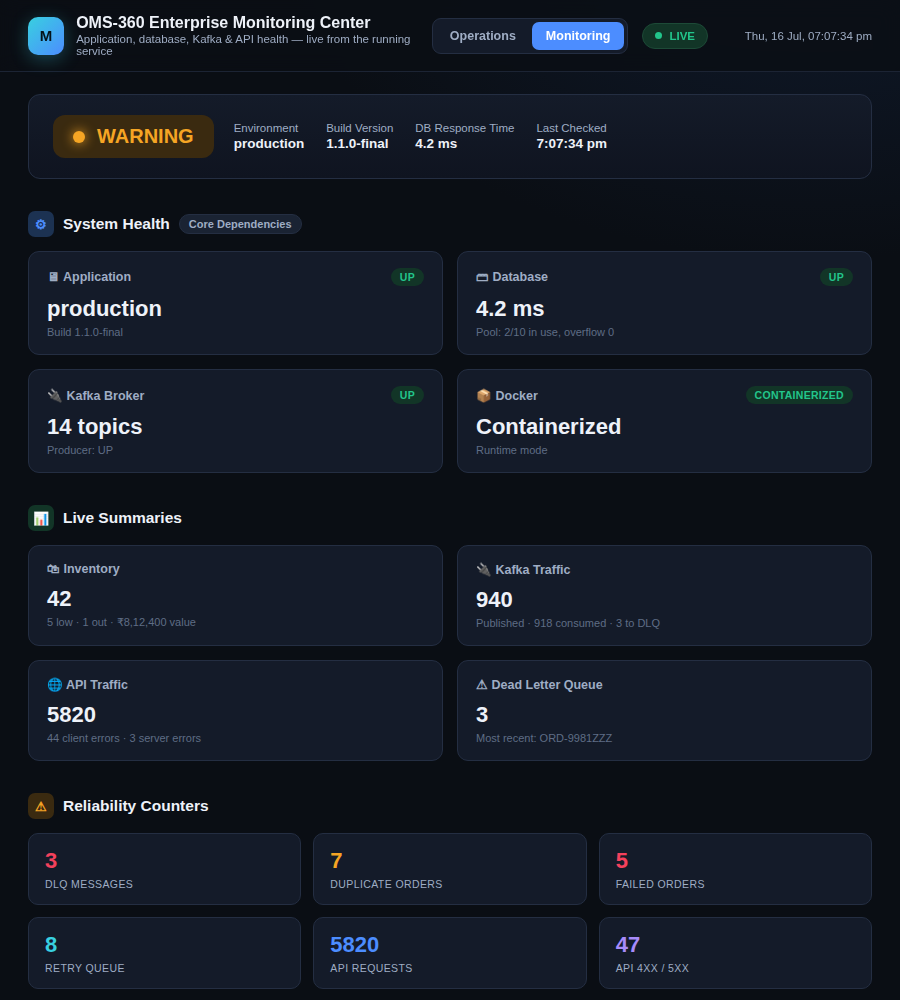 M
OMS-360 Enterprise Monitoring Center
Application, database, Kafka & API health — live from the running
service
Operations
Monitoring
LIVE
Thu, 16 Jul, 07:07:34 pm
WARNING
Environment
production
Build Version
1.1.0-final
DB Response Time
4.2 ms
Last Checked
7:07:34 pm
System Health
Core Dependencies
Application
UP
production
Build 1.1.0-final
Database
UP
4.2 ms
Pool: 2/10 in use, overflow 0
Kafka Broker
UP
14 topics
Producer: UP
Docker
CONTAINERIZED
Containerized
Runtime mode
Live Summaries
Inventory
42
5 low · 1 out · ₹8,12,400 value
Kafka Traffic
940
Published · 918 consumed · 3 to DLQ
API Traffic
5820
44 client errors · 3 server errors
Dead Letter Queue
3
Most recent: ORD-9981ZZZ
Reliability Counters
3
DLQ MESSAGES
7
DUPLICATE ORDERS
5
FAILED ORDERS
8
RETRY QUEUE
5820
API REQUESTS
47
API 4XX / 5XX